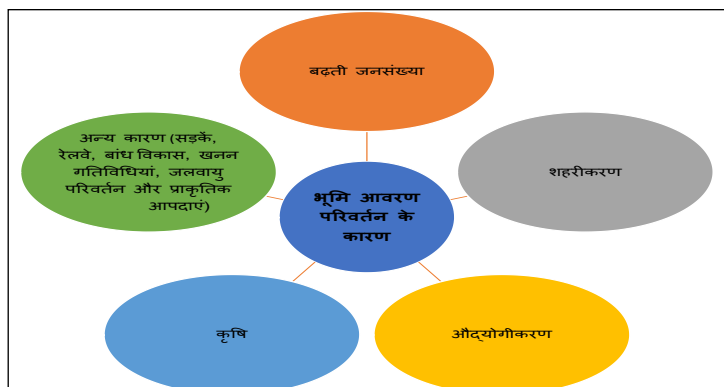 बढ़ती जनसंख्या
अन्य कारण (सड़कें,
रेलवे, बांध विकास, खनन
गतिविधियां, जलवायु
परिवर्तन और प्राकृतिक
आपदाएं)
शहरीकरण
भूमि आवरण
परिवर्तन के
कारण
कृषि
औद्योगीकरण